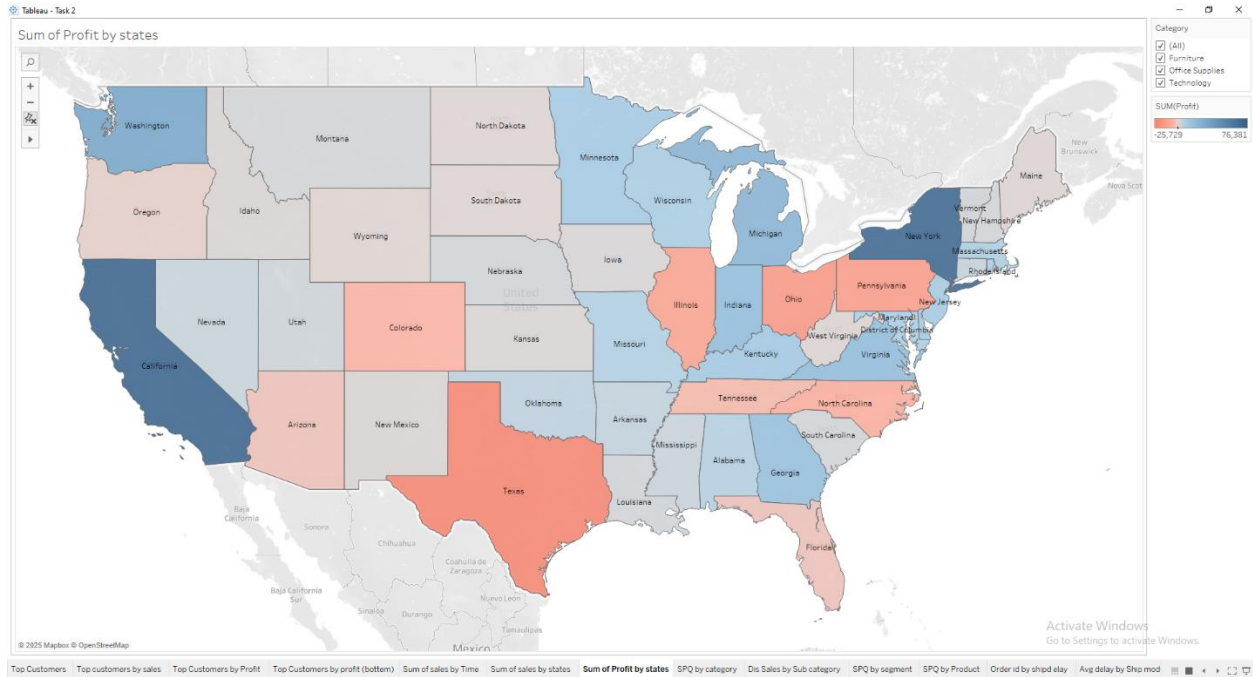 Tableau - Task 2
Sum of Profit by states
Category
(All)
Furniture
Office Supplies
Technology
SUM(Profit)
-25,729 76,381
Washington
Montana
North Dakota
Minnesota
Maine
New Brunswick
Nova Scot
Oregon
Idaho
South Dakota
Wisconsin
Michigan
Vermont
New Hampshire
New York
Massachusetts
Rhode Island
Wyoming
Iowa
Nebraska
United States
Illinois
Indiana
Ohio
Pennsylvania
New Jersey
Maryland
District of Columbia
Nevada
Utah
Colorado
Kansas
Missouri
West Virginia
Virginia
Kentucky
California
Arizona
New Mexico
Oklahoma
Arkansas
Tennessee
North Carolina
South Carolina
Mississippi
Alabama
Georgia
Texas
Louisiana
Florida
Baja California
Sonora
Chihuahua
Coahuila de Zaragoza
Baja California Sur
Sinaloa
Durango
Nuevo León
Tamaulipas
Mexico
© 2025 Mapbox © OpenStreetMap
Activate Windows
Go to Settings to activate Windows.
Top Customers Top customers by sales Top Customers by Profit Top Customers by profit (bottem) Sum of sales by Time Sum of sales by states Sum of Profit by states SPQ by category Dis Sales by Sub category SPQ by segment SPQ by Product Order id by shipd elay Avg delay by Ship mod